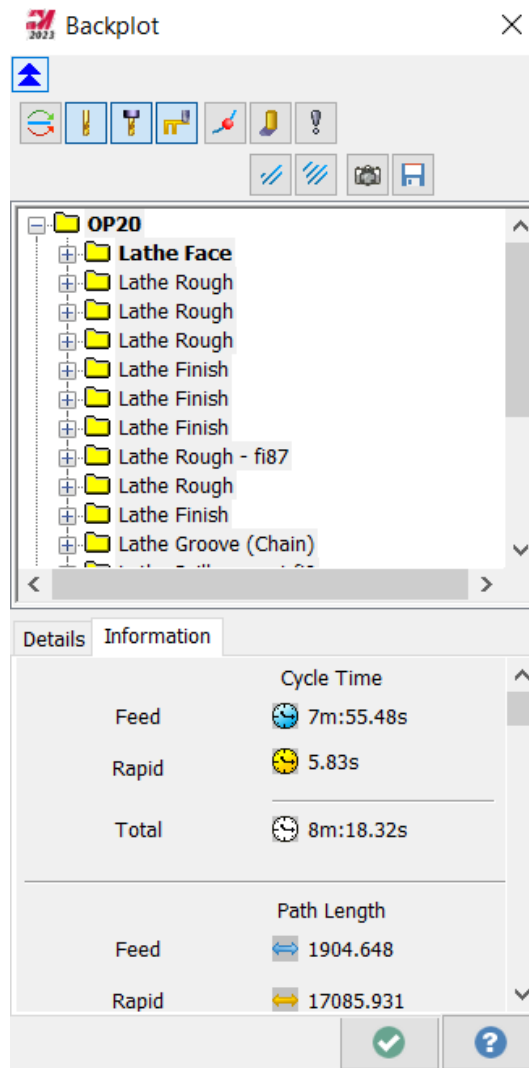 2023 Backplot
OP20
Lathe Face
Lathe Rough
Lathe Rough
Lathe Rough
Lathe Finish
Lathe Finish
Lathe Finish
Lathe Rough - fi87
Lathe Rough
Lathe Finish
Lathe Groove (Chain)
Details Information
Cycle Time
Feed 7m:55.48s
Rapid 5.83s
Total 8m:18.32s
Path Length
Feed 1904.648
Rapid 17085.931